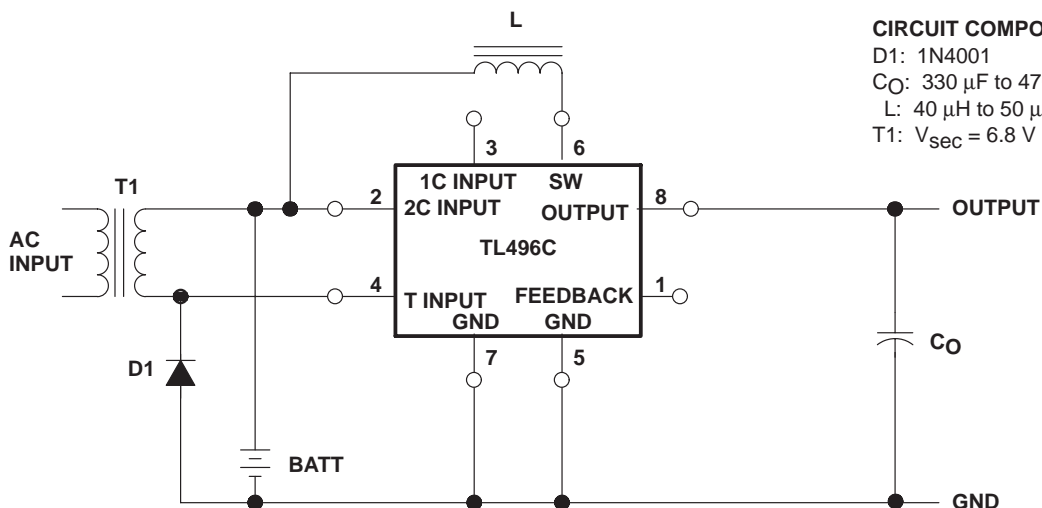 L
CIRCUIT COMPO
D1: 1N4001
CO: 330 μF to 47
L: 40 μH to 50 μ
T1: Vsec = 6.8 V
3
6
T1
2
1C INPUT
SW
2C INPUT
OUTPUT
8
OUTPUT
AC
INPUT
TL496C
4
T INPUT
FEEDBACK
1
GND
GND
7
5
D1
CO
BATT
GND